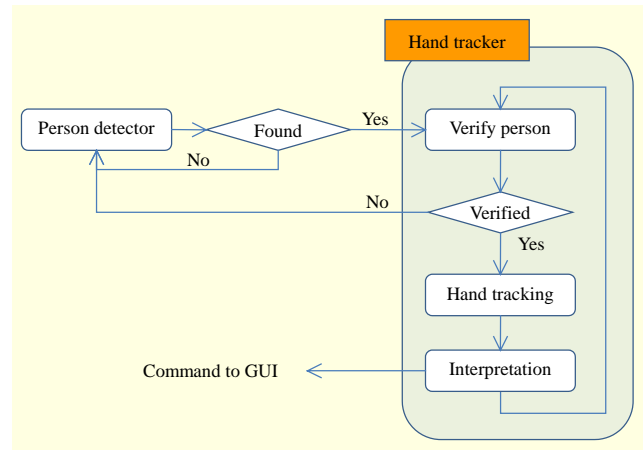 Hand tracker
Person detector
Found
Yes
Verify person
No
No
Verified
Yes
Hand tracking
Command to GUI
Interpretation